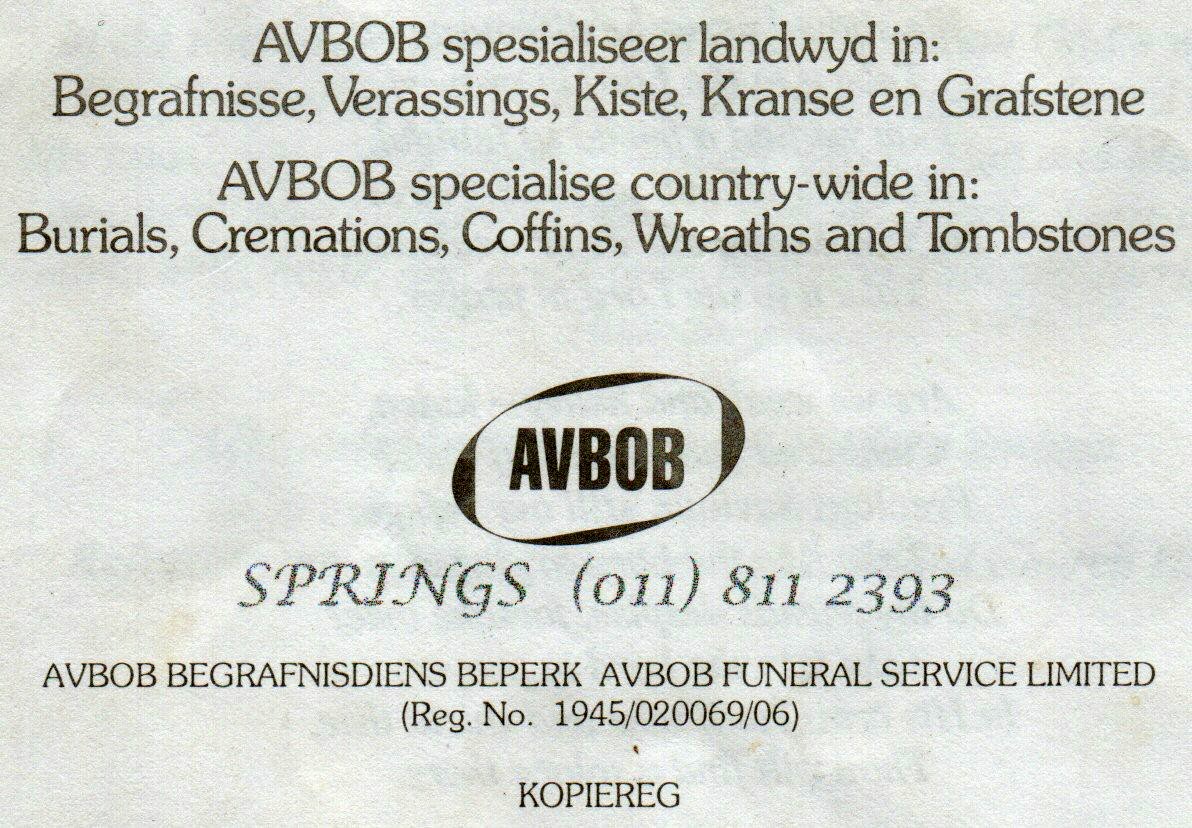 AVBOB spesialiseer landwyd in:
Begrafnisse, Verassings, Kiste, Kranse en Grafstene
AVBOB specialise country-wide in:
Burials, Cremations, Coffins, Wreaths and Tombstones
AVBOB
SPRINGS (011) 811 2393
AVBOB BEGRAFNISDIENS BEPERK AVBOB FUNERAL SERVICE LIMITED
(Reg. No. 1945/020069/06)
KOPIEREG